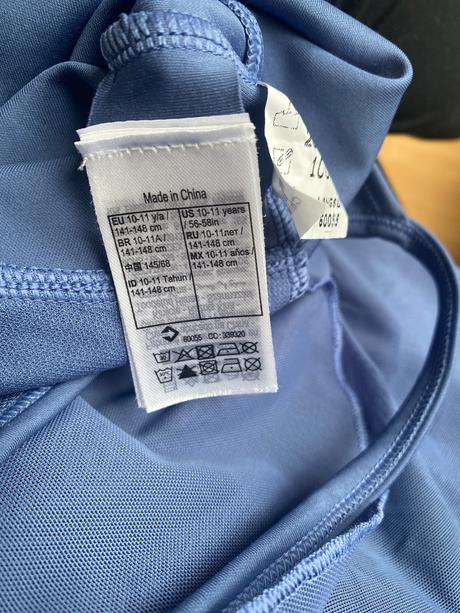 Made in China
EU 10-11 y/a /
141-148 cm
BR 10-11A /
141-148 cm
中国 145/68
ID 10-11 Tahun /
141-148 cm
US 10-11 years
/ 56-58in
RU 10-11лет /
141-148 cm
MX 10-11 años
/ 141-148 cm
60055 CC: 339320